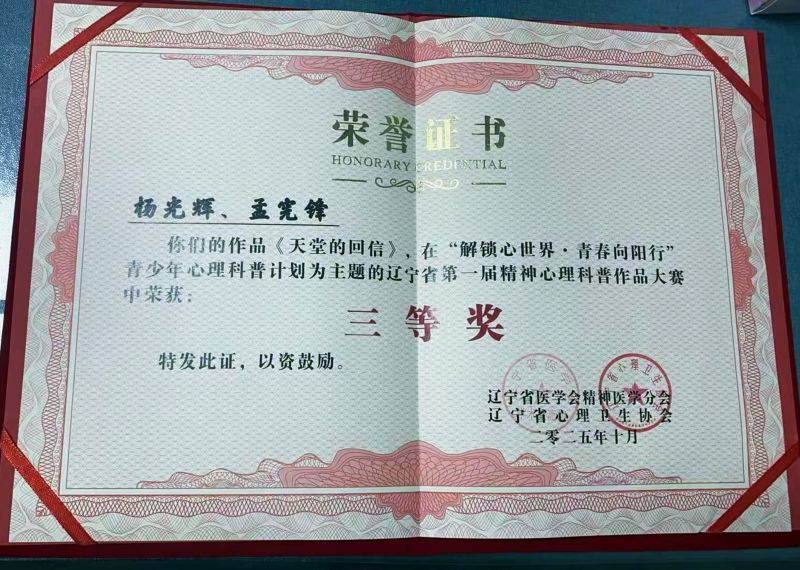 荣誉证书
HONORARY CREDENTIAL
杨光辉、孟宪锋
你们的作品《天堂的回信》，在“解锁心世界·青春向阳行”
青少年心理科普计划为主题的辽宁省第一届精神心理科普作品大赛
中荣获：
三等奖
特发此证，以资鼓励。
辽宁省医学会精神医学分会
辽宁省心理卫生协会
二零二五年十月